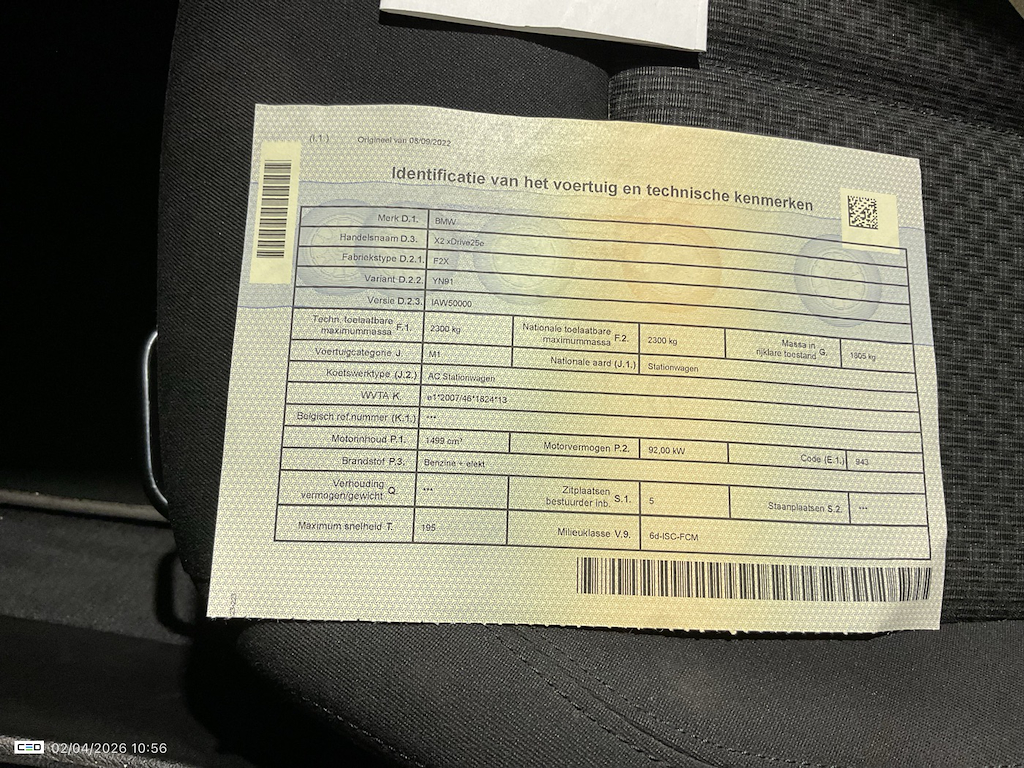 (I.1.) Origineel van 08/09/2022
Identificatie van het voertuig en technische kenmerken
Merk D.1. BMW
Handelsnaam D.3. X2 xDrive25e
Fabriekstype D.2.1. F2X
Variant D.2.2. YN91
Versie D.2.3. IAW50000
Techn. toelaatbare maximummassa F.1. 2300 kg Nationale toelaatbare maximummassa F.2. 2300 kg Massa in rijklare toestand G. 1805 kg
Voertuigcategorie J. M1 Nationale aard (J.1.) Stationwagen
Koetswerktype (J.2.) AC Stationwagen
WVTA K. e1*2007/46*1824*13
Belgisch ref.nummer (K.1.) ***
Motorinhoud P.1. 1499 cm³ Motorvermogen P.2. 92,00 kW Code (E.1.) 943
Brandstof P.3. Benzine + elekt
Verhouding vermogen/gewicht Q. *** Zitplaatsen bestuurder inb. S.1. 5 Staanplaatsen S.2. ***
Maximum snelheid T. 195 Milieuklasse V.9. 6d-ISC-FCM
CEO 02/04/2026 10:56